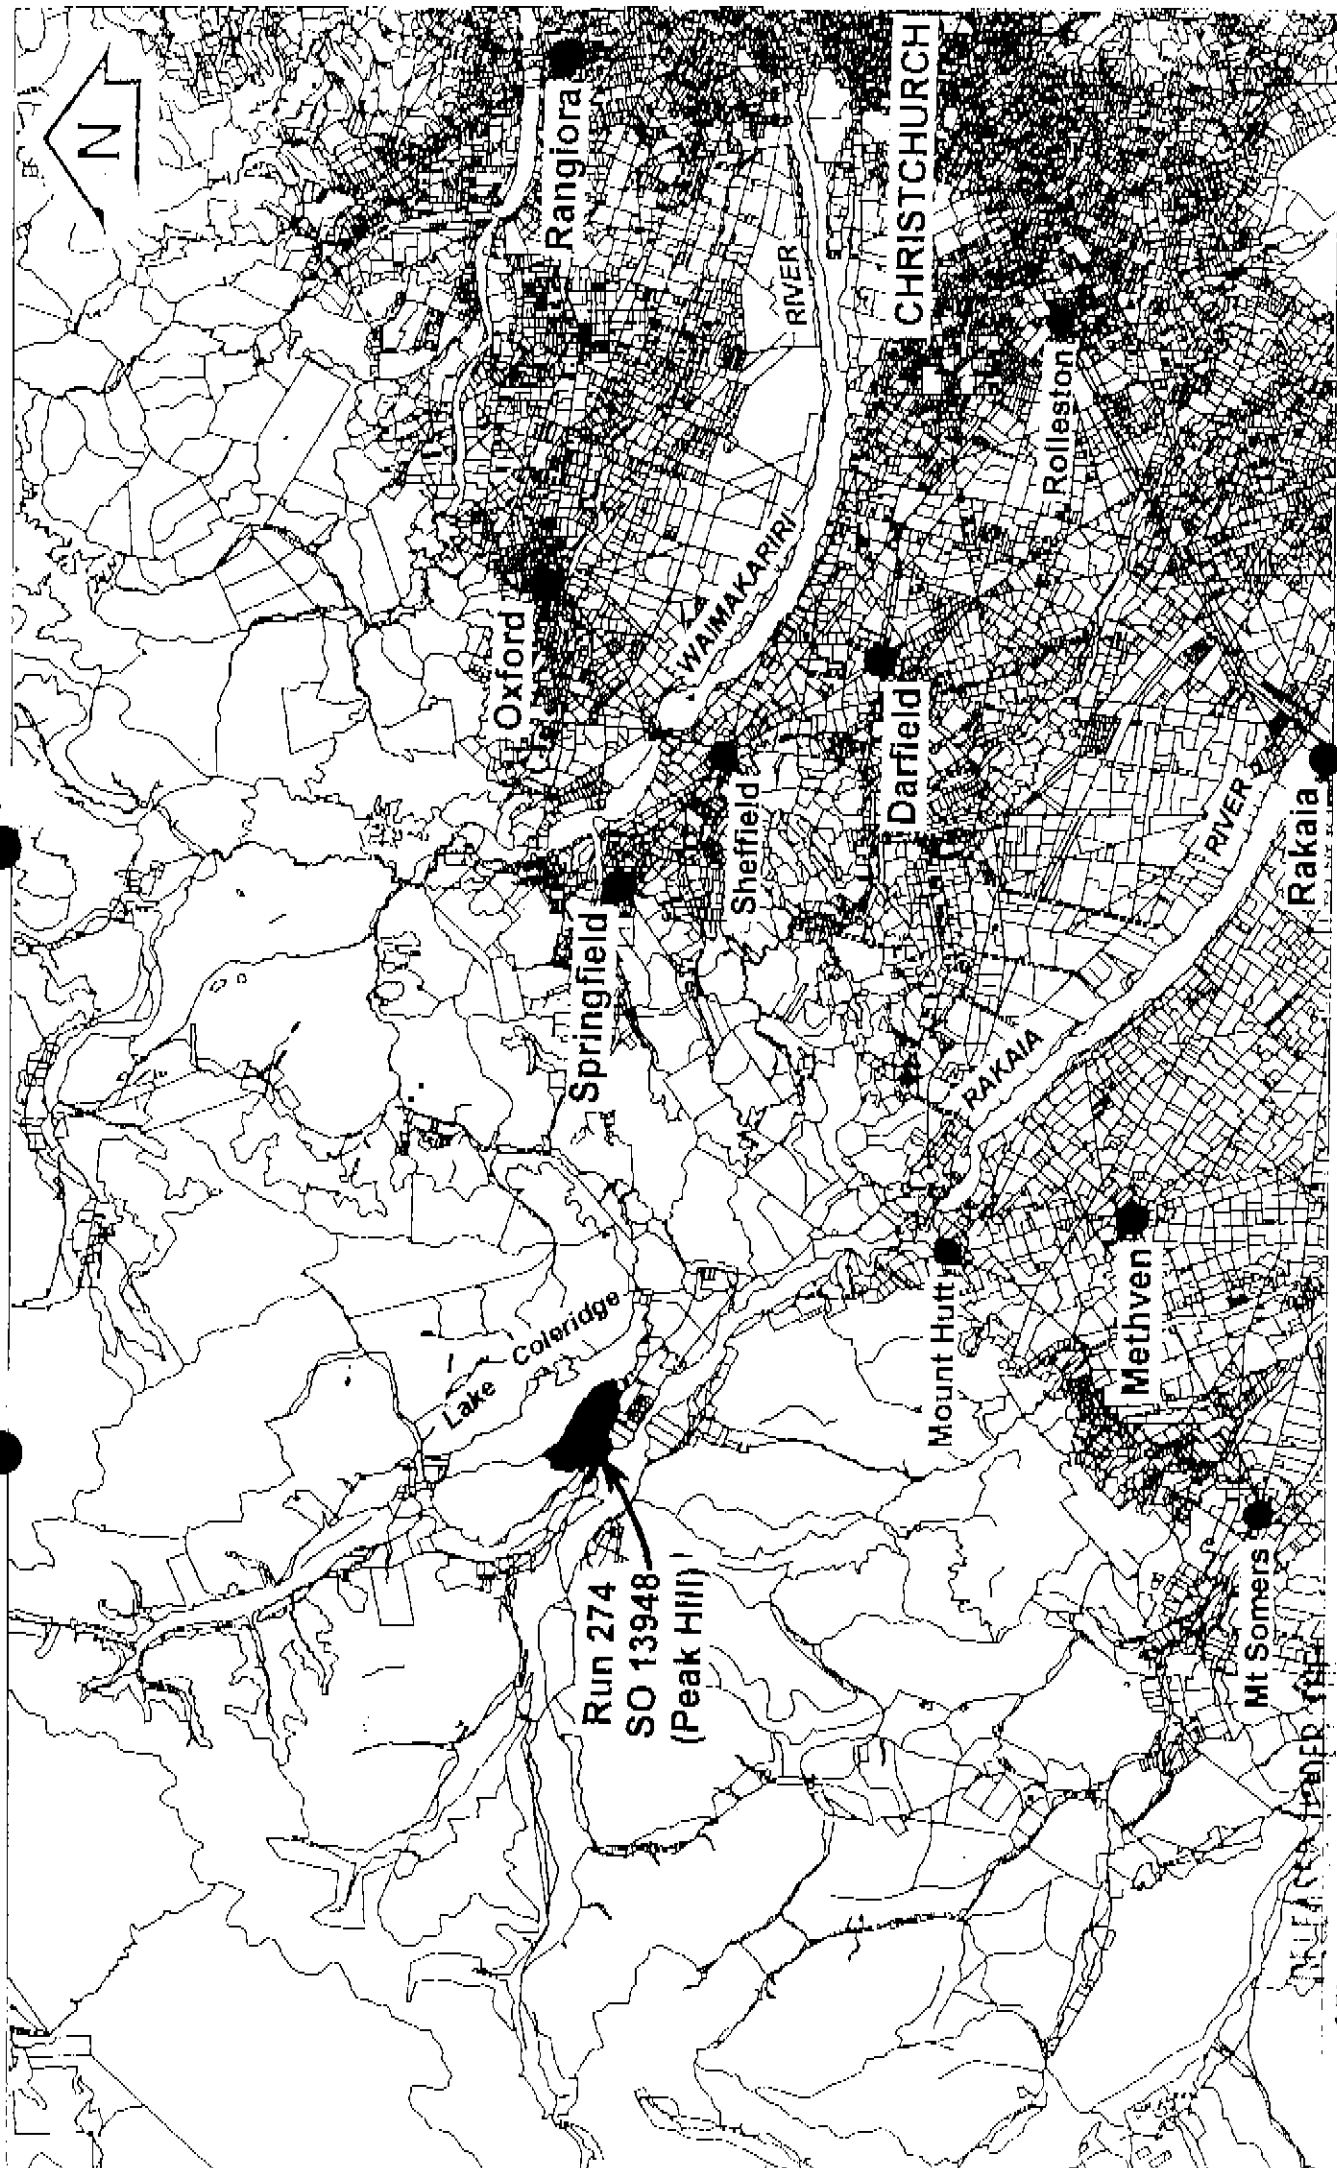 N
Rangiora
CHRISTCHURCH
RIVER
Rolleston
Oxford
WAIMAKARIRI
Sheffield
Darfield
Springfield
RIVER
Rakaia
RAKAIA
Lake Coleridge
Mount Hutt
Methven
Run 274
SO 13948
(Peak Hill)
Mt Somers